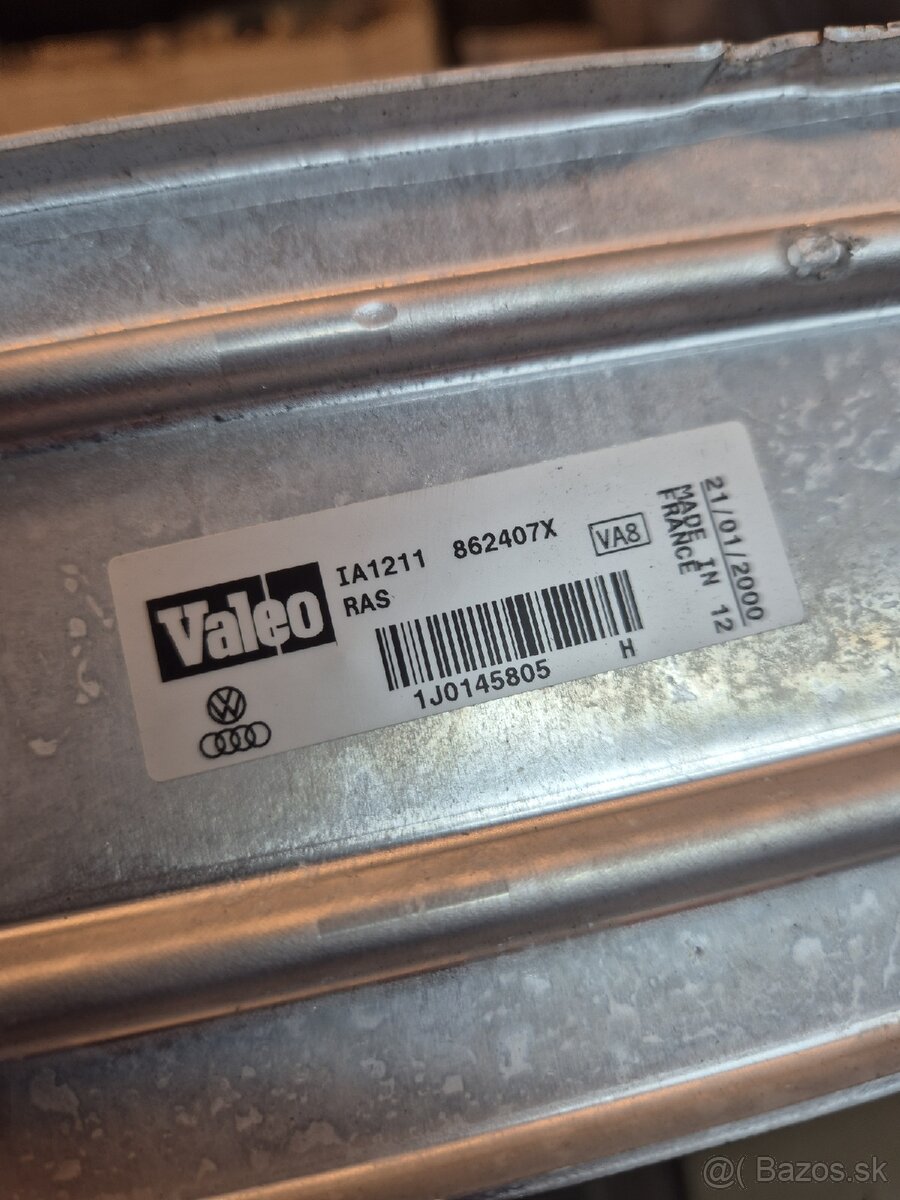 Valeo
IA1211 862407X
RAS
VA8
1J0145805 H
21/01/2000
MADE IN 12
FRANCE
@( Bazos.sk